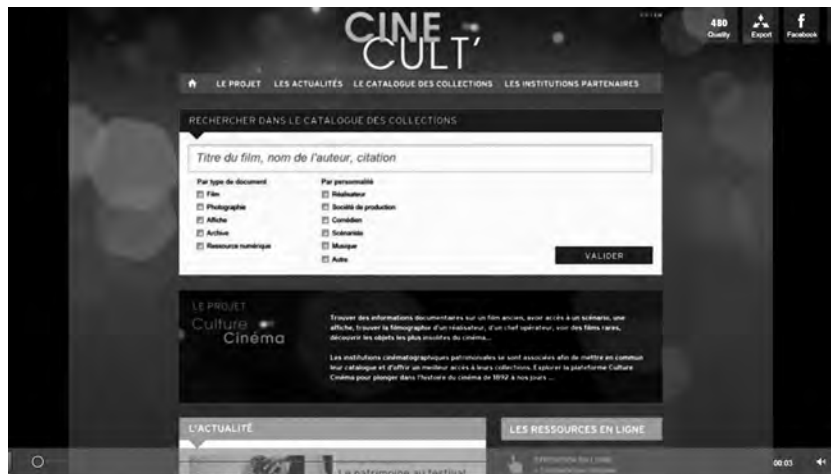 CINE
CULT'
480
Quality
Export
Facebook
LE PROJET LES ACTUALITÉS LE CATALOGUE DES COLLECTIONS LES INSTITUTIONS PARTENAIRES
RECHERCHER DANS LE CATALOGUE DES COLLECTIONS
Titre du film, nom de l'auteur, citation
Par type de document
Film
Photographie
Affiche
Archive
Ressource numérique
Par personnalité
Réalisateur
Société de production
Comédien
Scénariste
Musique
Autre
VALIDER
LE PROJET
Culture
Cinéma
Trouver des informations documentaires sur un film ancien, avoir accès à un scénario, une
affiche, trouver la filmographie d'un réalisateur, d'un chef opérateur, voir des films rares,
découvrir les objets les plus insolites du cinéma...
Les institutions cinématographiques patrimoniales se sont associées afin de mettre en commun
leur catalogue et d'offrir un meilleur accès à leurs collections. Explorer la plateforme Culture
Cinéma pour plonger dans l'histoire du cinéma de 1892 à nos jours ...
L'ACTUALITÉ
Le patrimoine au festival
LES RESSOURCES EN LIGNE
00:03